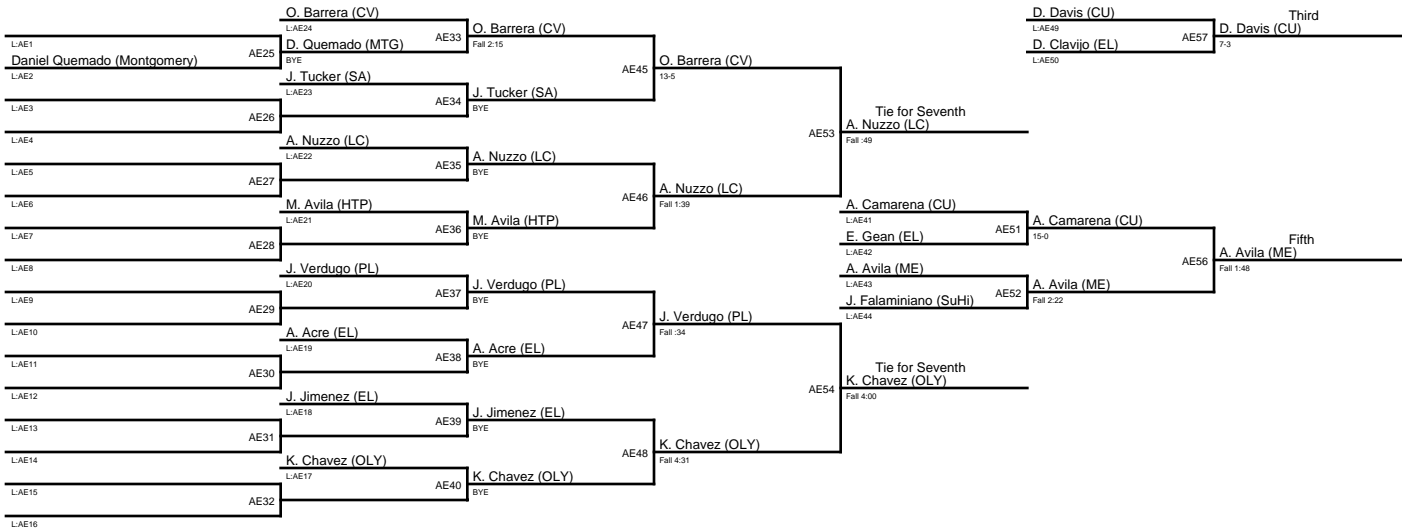 O. Barrera (CV)
L:AE24
AE33
O. Barrera (CV)
Fall 2:15
L:AE1
AE25
D. Quemado (MTG)
BYE
Daniel Quemado (Montgomery)
L:AE2
AE45
O. Barrera (CV)
13-5
J. Tucker (SA)
L:AE23
AE34
J. Tucker (SA)
BYE
L:AE3
AE26
L:AE4
AE53
Tie for Seventh
A. Nuzzo (LC)
Fall :49
A. Nuzzo (LC)
L:AE22
AE35
A. Nuzzo (LC)
BYE
L:AE5
AE27
L:AE6
AE46
A. Nuzzo (LC)
Fall 1:39
M. Avila (HTP)
L:AE21
AE36
M. Avila (HTP)
BYE
L:AE7
AE28
L:AE8
J. Verdugo (PL)
L:AE20
AE37
J. Verdugo (PL)
BYE
L:AE9
AE29
L:AE10
AE47
J. Verdugo (PL)
Fall :34
A. Acre (EL)
L:AE19
AE38
A. Acre (EL)
BYE
L:AE11
AE30
L:AE12
AE54
Tie for Seventh
K. Chavez (OLY)
Fall 4:00
J. Jimenez (EL)
L:AE18
AE39
J. Jimenez (EL)
BYE
L:AE13
AE31
L:AE14
AE48
K. Chavez (OLY)
Fall 4:31
K. Chavez (OLY)
L:AE17
AE40
K. Chavez (OLY)
BYE
L:AE15
AE32
L:AE16
A. Camarena (CU)
L:AE41
AE51
A. Camarena (CU)
15-0
E. Gean (EL)
L:AE42
AE56
Fifth
A. Avila (ME)
Fall 1:48
A. Avila (ME)
L:AE43
AE52
A. Avila (ME)
Fall 2:22
J. Falaminiano (SuHi)
L:AE44
D. Davis (CU)
L:AE49
AE57
Third
D. Davis (CU)
7-3
D. Clavijo (EL)
L:AE50